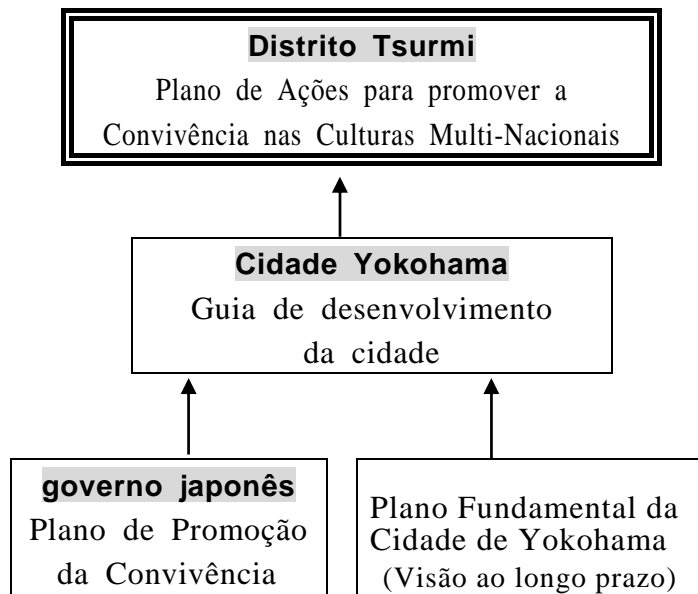 Distrito Tsurmi
Plano de Ações para promover a
Convivência nas Culturas Multi-Nacionais
Cidade Yokohama
Guia de desenvolvimento
da cidade
governo japonês
Plano de Promoção
da Convivência
Plano Fundamental da
Cidade de Yokohama
(Visão ao longo prazo)